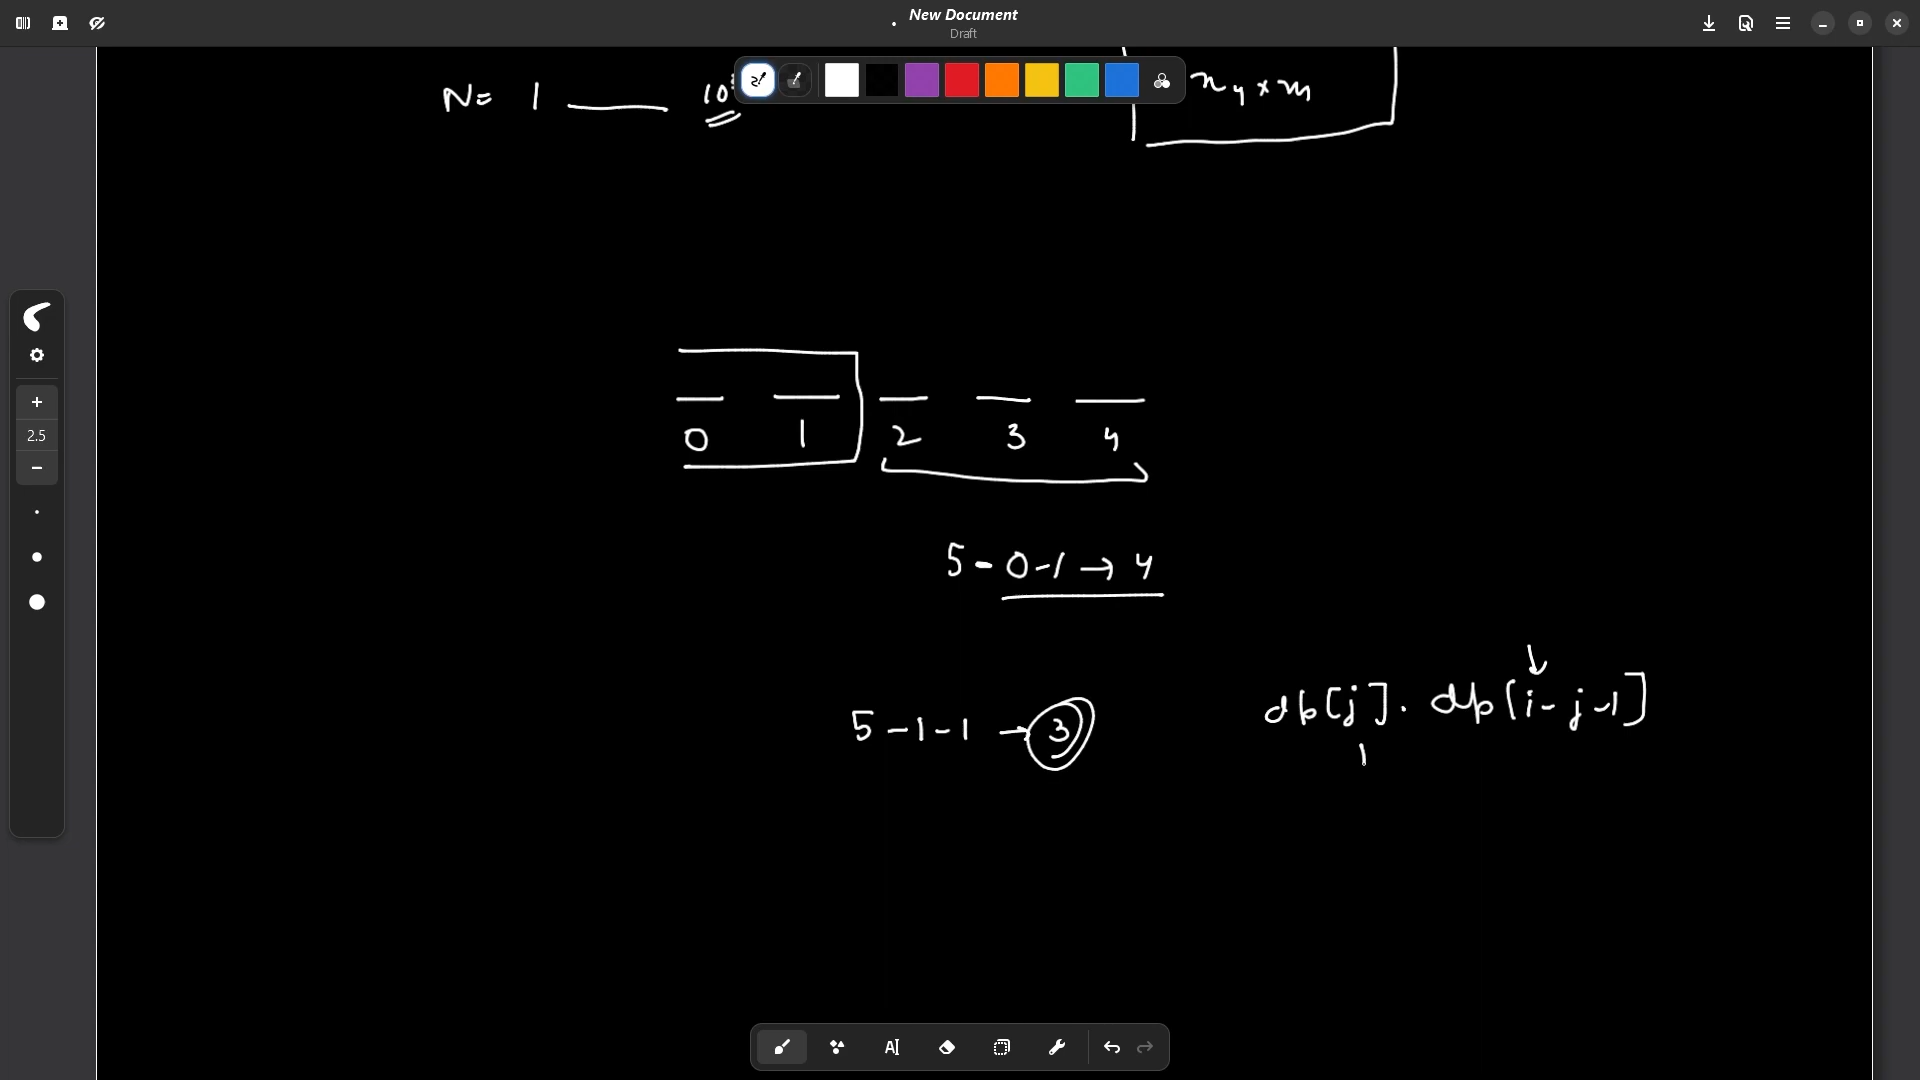 New Document
Draft
N= 1 ____ 10
x y × m
0 1 2 3 4
2.5
5 - 0-1 → 4
5 -1-1 → 3
dp[j]. dp[i-j-1]
1